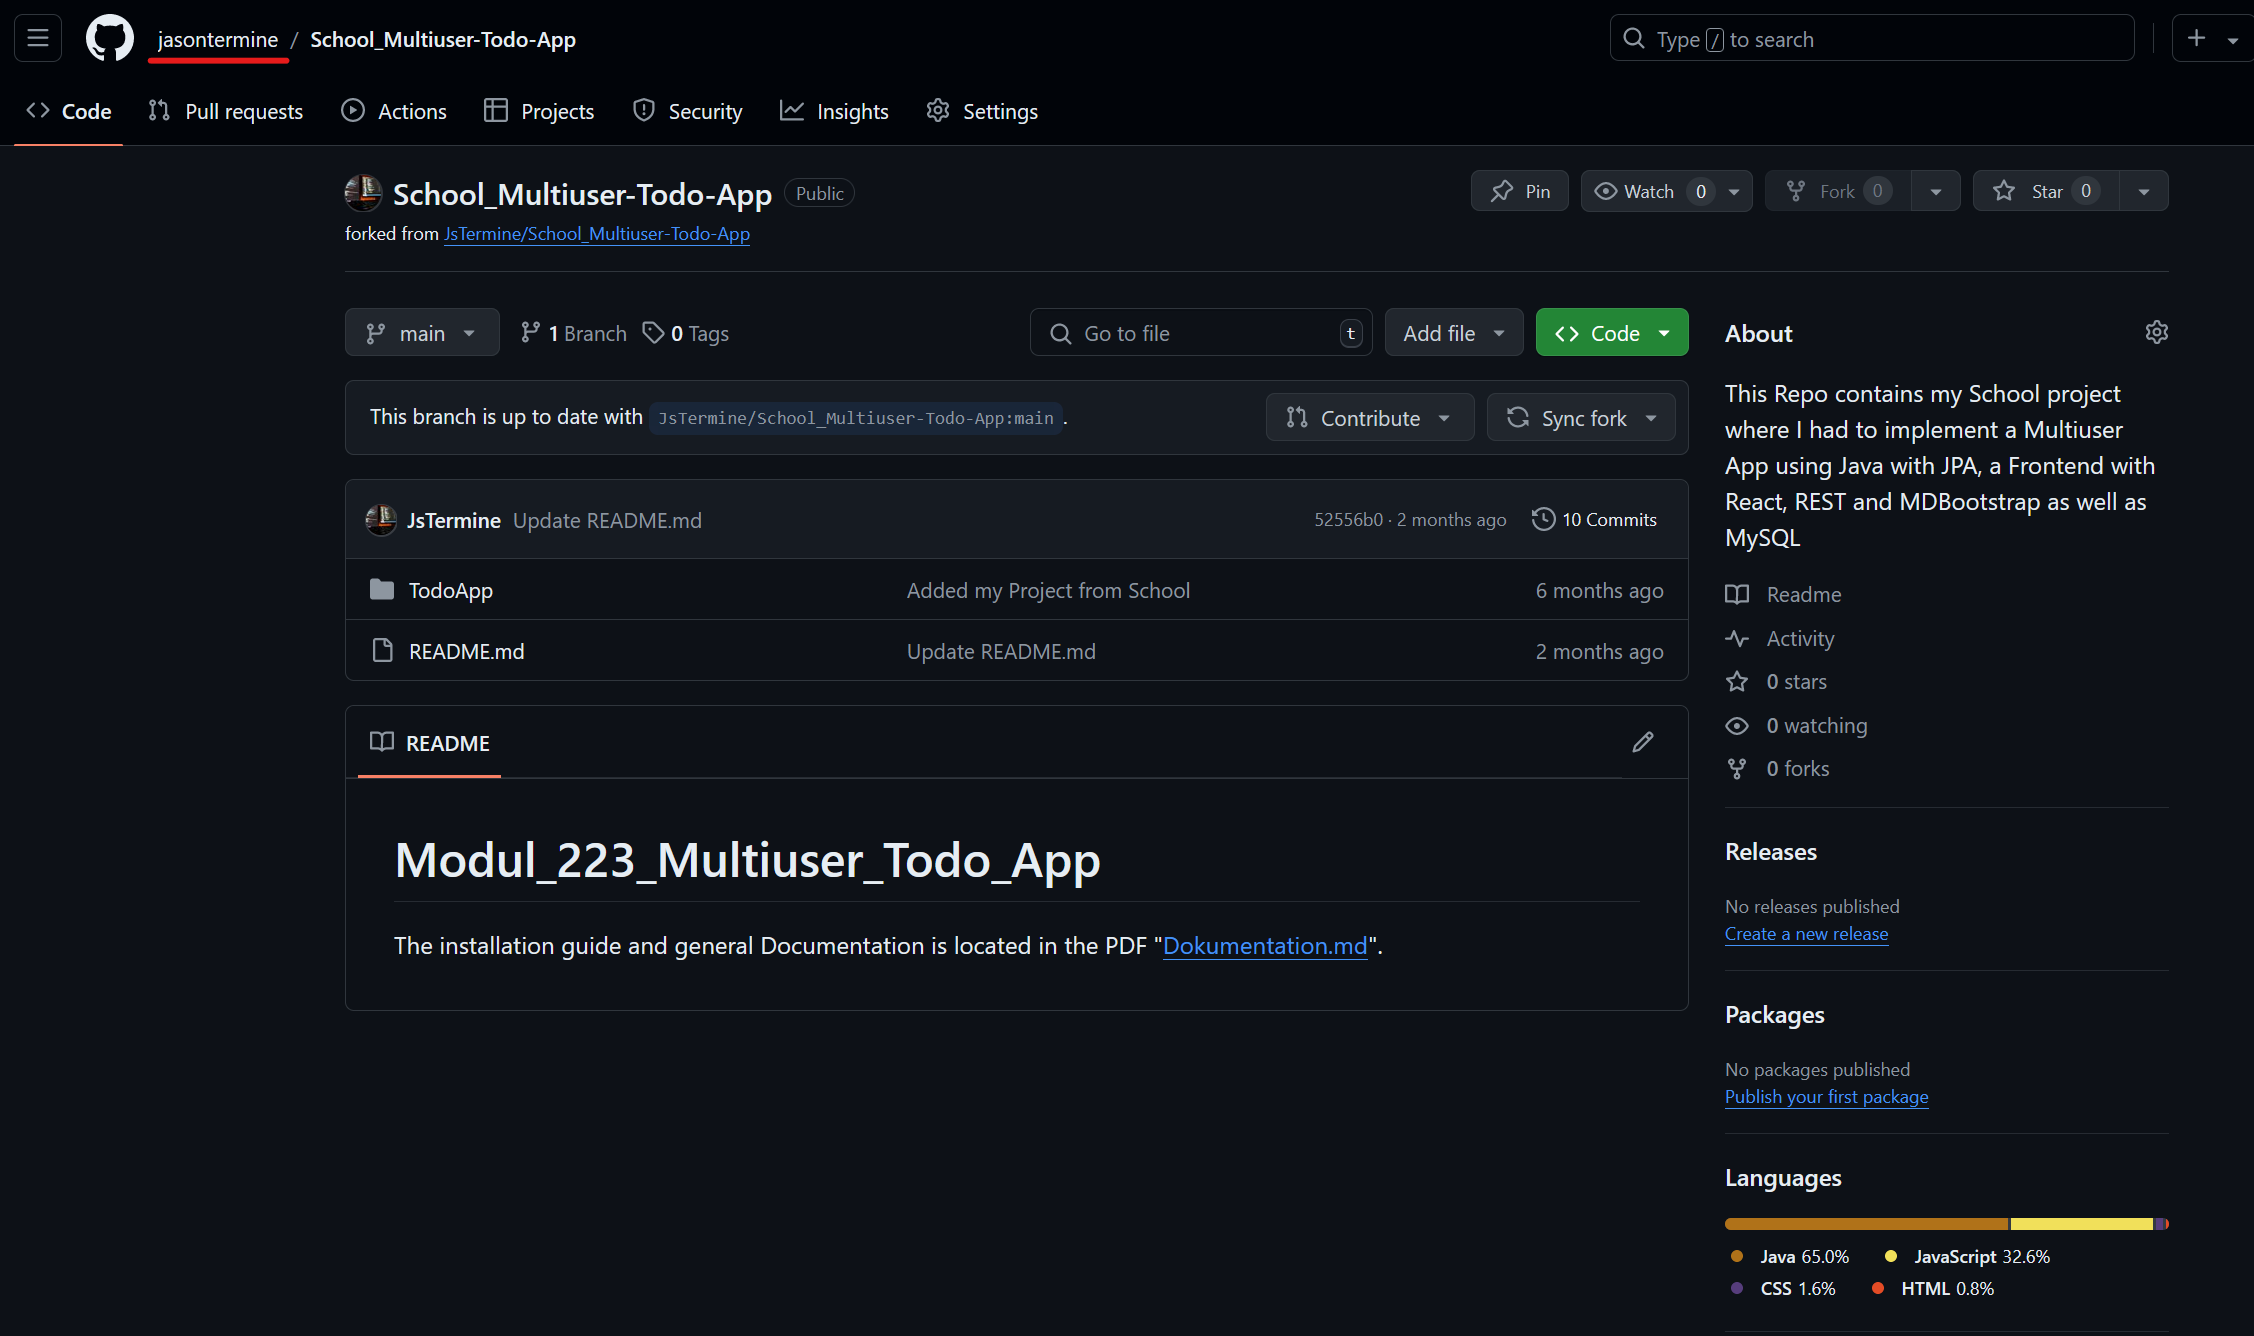 jasontermine / School_Multiuser-Todo-App
Type / to search
Code Pull requests Actions Projects Security Insights Settings
School_Multiuser-Todo-App Public
Pin Watch 0 Fork 0 Star 0
forked from JsTermine/School_Multiuser-Todo-App
main 1 Branch 0 Tags Go to file t Add file Code
This branch is up to date with JsTermine/School_Multiuser-Todo-App:main.
Contribute Sync fork
JsTermine Update README.md 52556b0 · 2 months ago 10 Commits
TodoApp Added my Project from School 6 months ago
README.md Update README.md 2 months ago
README
Modul_223_Multiuser_Todo_App
The installation guide and general Documentation is located in the PDF "Dokumentation.md".
About
This Repo contains my School project
where I had to implement a Multiuser
App using Java with JPA, a Frontend with
React, REST and MDBootstrap as well as
MySQL
Readme
Activity
0 stars
0 watching
0 forks
Releases
No releases published
Create a new release
Packages
No packages published
Publish your first package
Languages
Java 65.0% JavaScript 32.6%
CSS 1.6% HTML 0.8%